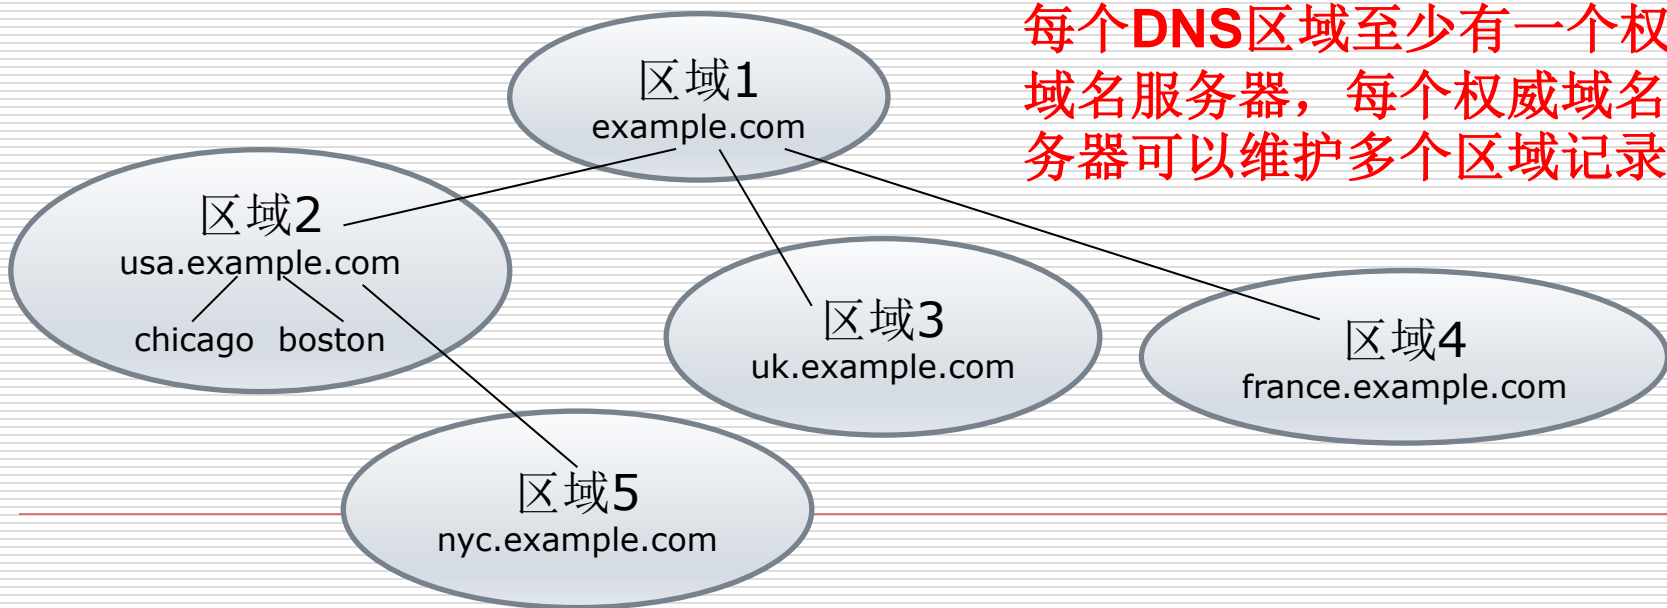 每个DNS区域至少有一个权
域名服务器，每个权威域名
务器可以维护多个区域记录
区域1
example.com
区域2
usa.example.com
chicago boston
区域3
uk.example.com
区域4
france.example.com
区域5
nyc.example.com